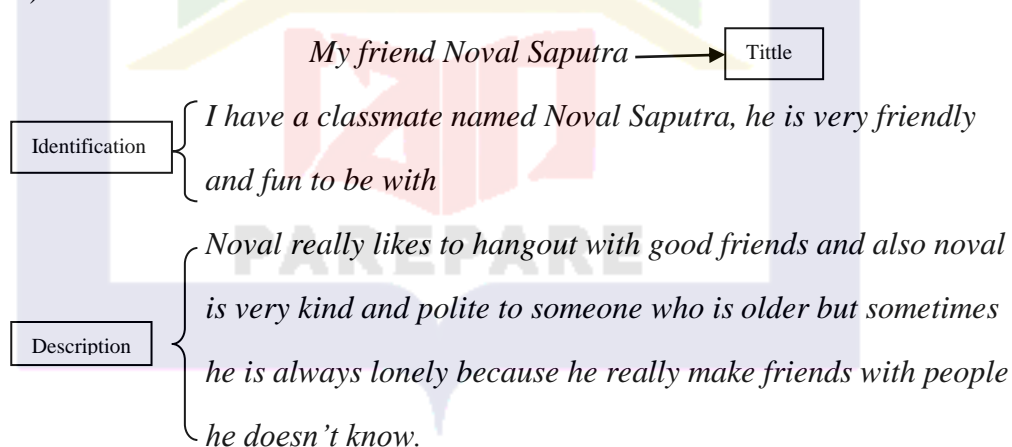 My friend Noval Saputra
Tittle
Identification
I have a classmate named Noval Saputra, he is very friendly
and fun to be with
PAREPARE
Description
Noval really likes to hangout with good friends and also noval
is very kind and polite to someone who is older but sometimes
he is always lonely because he really make friends with people
he doesn't know.